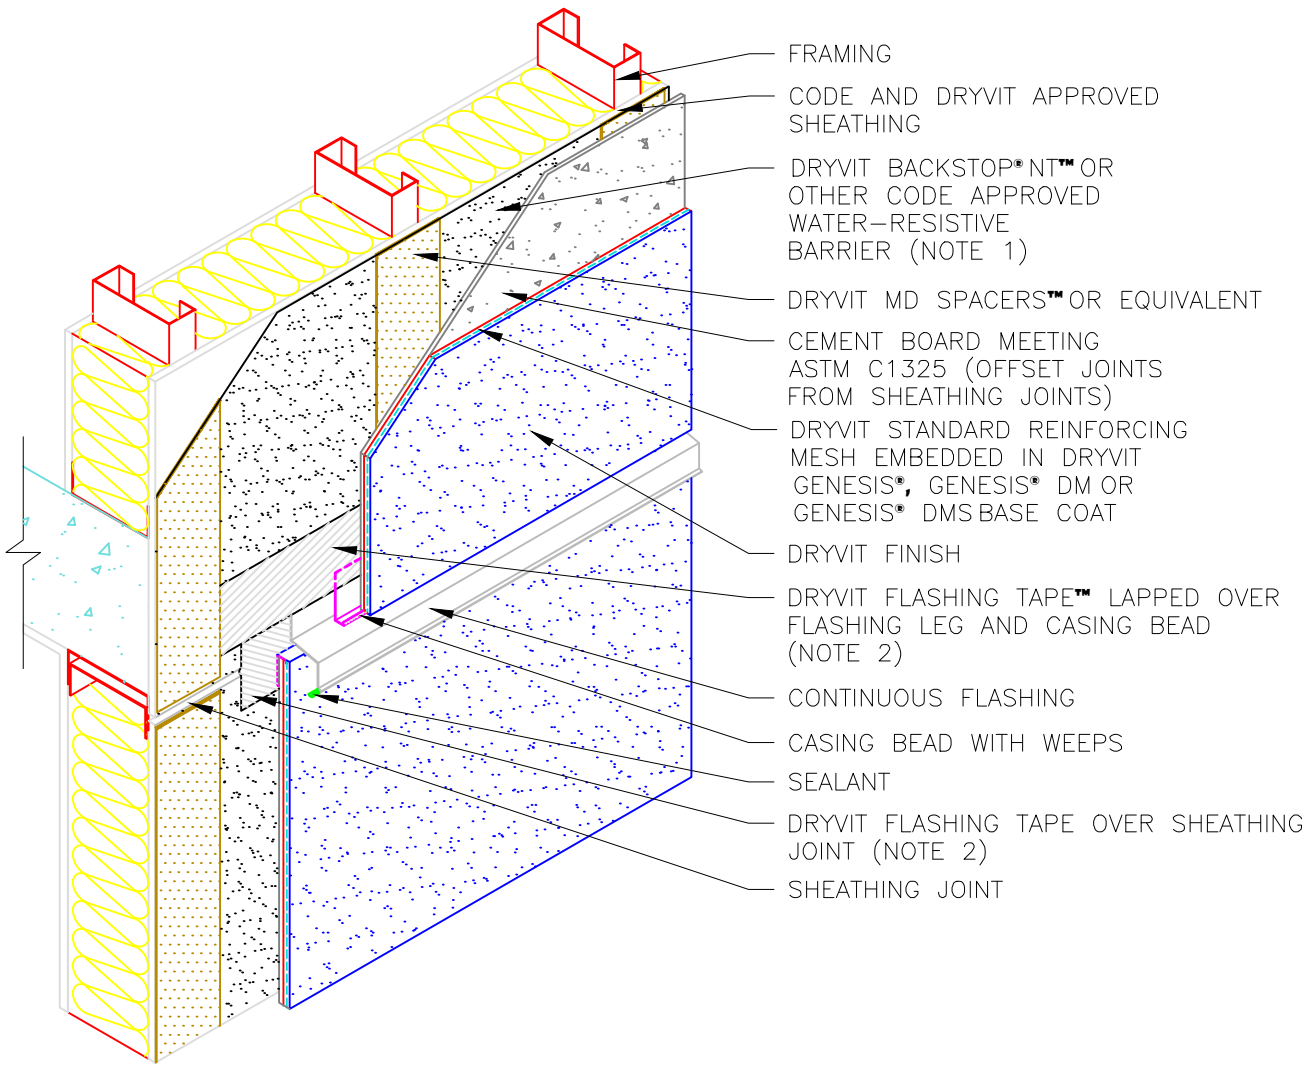 FRAMING
CODE AND DRYVIT APPROVED
SHEATHING
DRYVIT BACKSTOP® NT™ OR
OTHER CODE APPROVED
WATER-RESISTIVE
BARRIER (NOTE 1)
DRYVIT MD SPACERS™ OR EQUIVALENT
CEMENT BOARD MEETING
ASTM C1325 (OFFSET JOINTS
FROM SHEATHING JOINTS)
DRYVIT STANDARD REINFORCING
MESH EMBEDDED IN DRYVIT
GENESIS®, GENESIS® DM OR
GENESIS® DMS BASE COAT
DRYVIT FINISH
DRYVIT FLASHING TAPE™ LAPPED OVER
FLASHING LEG AND CASING BEAD
(NOTE 2)
CONTINUOUS FLASHING
CASING BEAD WITH WEEPS
SEALANT
DRYVIT FLASHING TAPE OVER SHEATHING
JOINT (NOTE 2)
SHEATHING JOINT